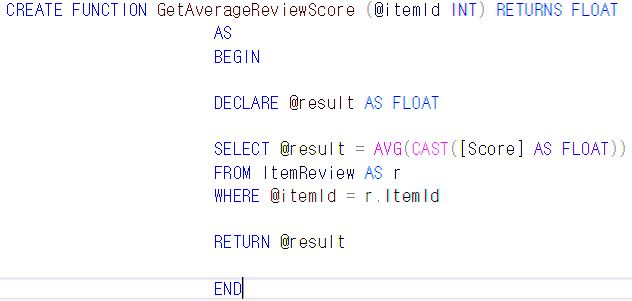 CREATE FUNCTION GetAverageReviewScore (@itemId INT) RETURNS FLOAT
AS
BEGIN
DECLARE @result AS FLOAT
SELECT @result = AVG(CAST([Score] AS FLOAT))
FROM ItemReview AS r
WHERE @itemId = r.ItemId
RETURN @result
END